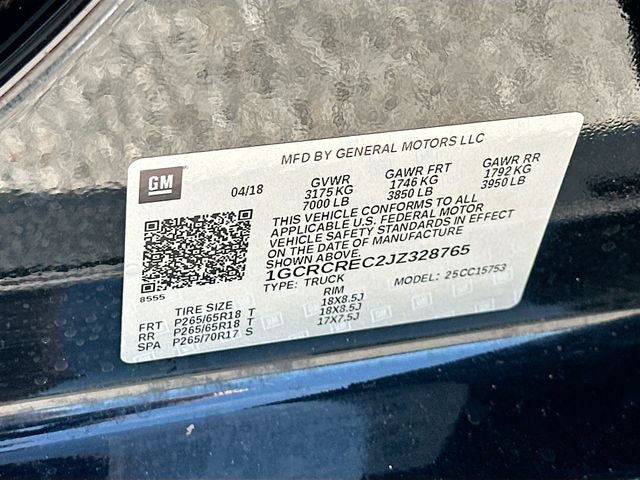 MFD BY GENERAL MOTORS LLC
GM
04/18
GVWR
3175 KG
7000 LB
GAWR FRT
1746 KG
3850 LB
GAWR RR
1792 KG
3950 LB
THIS VEHICLE CONFORMS TO ALL
APPLICABLE U.S. FEDERAL MOTOR
VEHICLE SAFETY STANDARDS IN EFFECT
ON THE DATE OF MANUFACTURE
SHOWN ABOVE.
1GCRCREC2JZ328765
TYPE: TRUCK MODEL: 25CC15753
8555
TIRE SIZE RIM
FRT P265/65R18 T 18X8.5J
RR P265/65R18 T 18X8.5J
SPA P265/70R17 S 17X7.5J